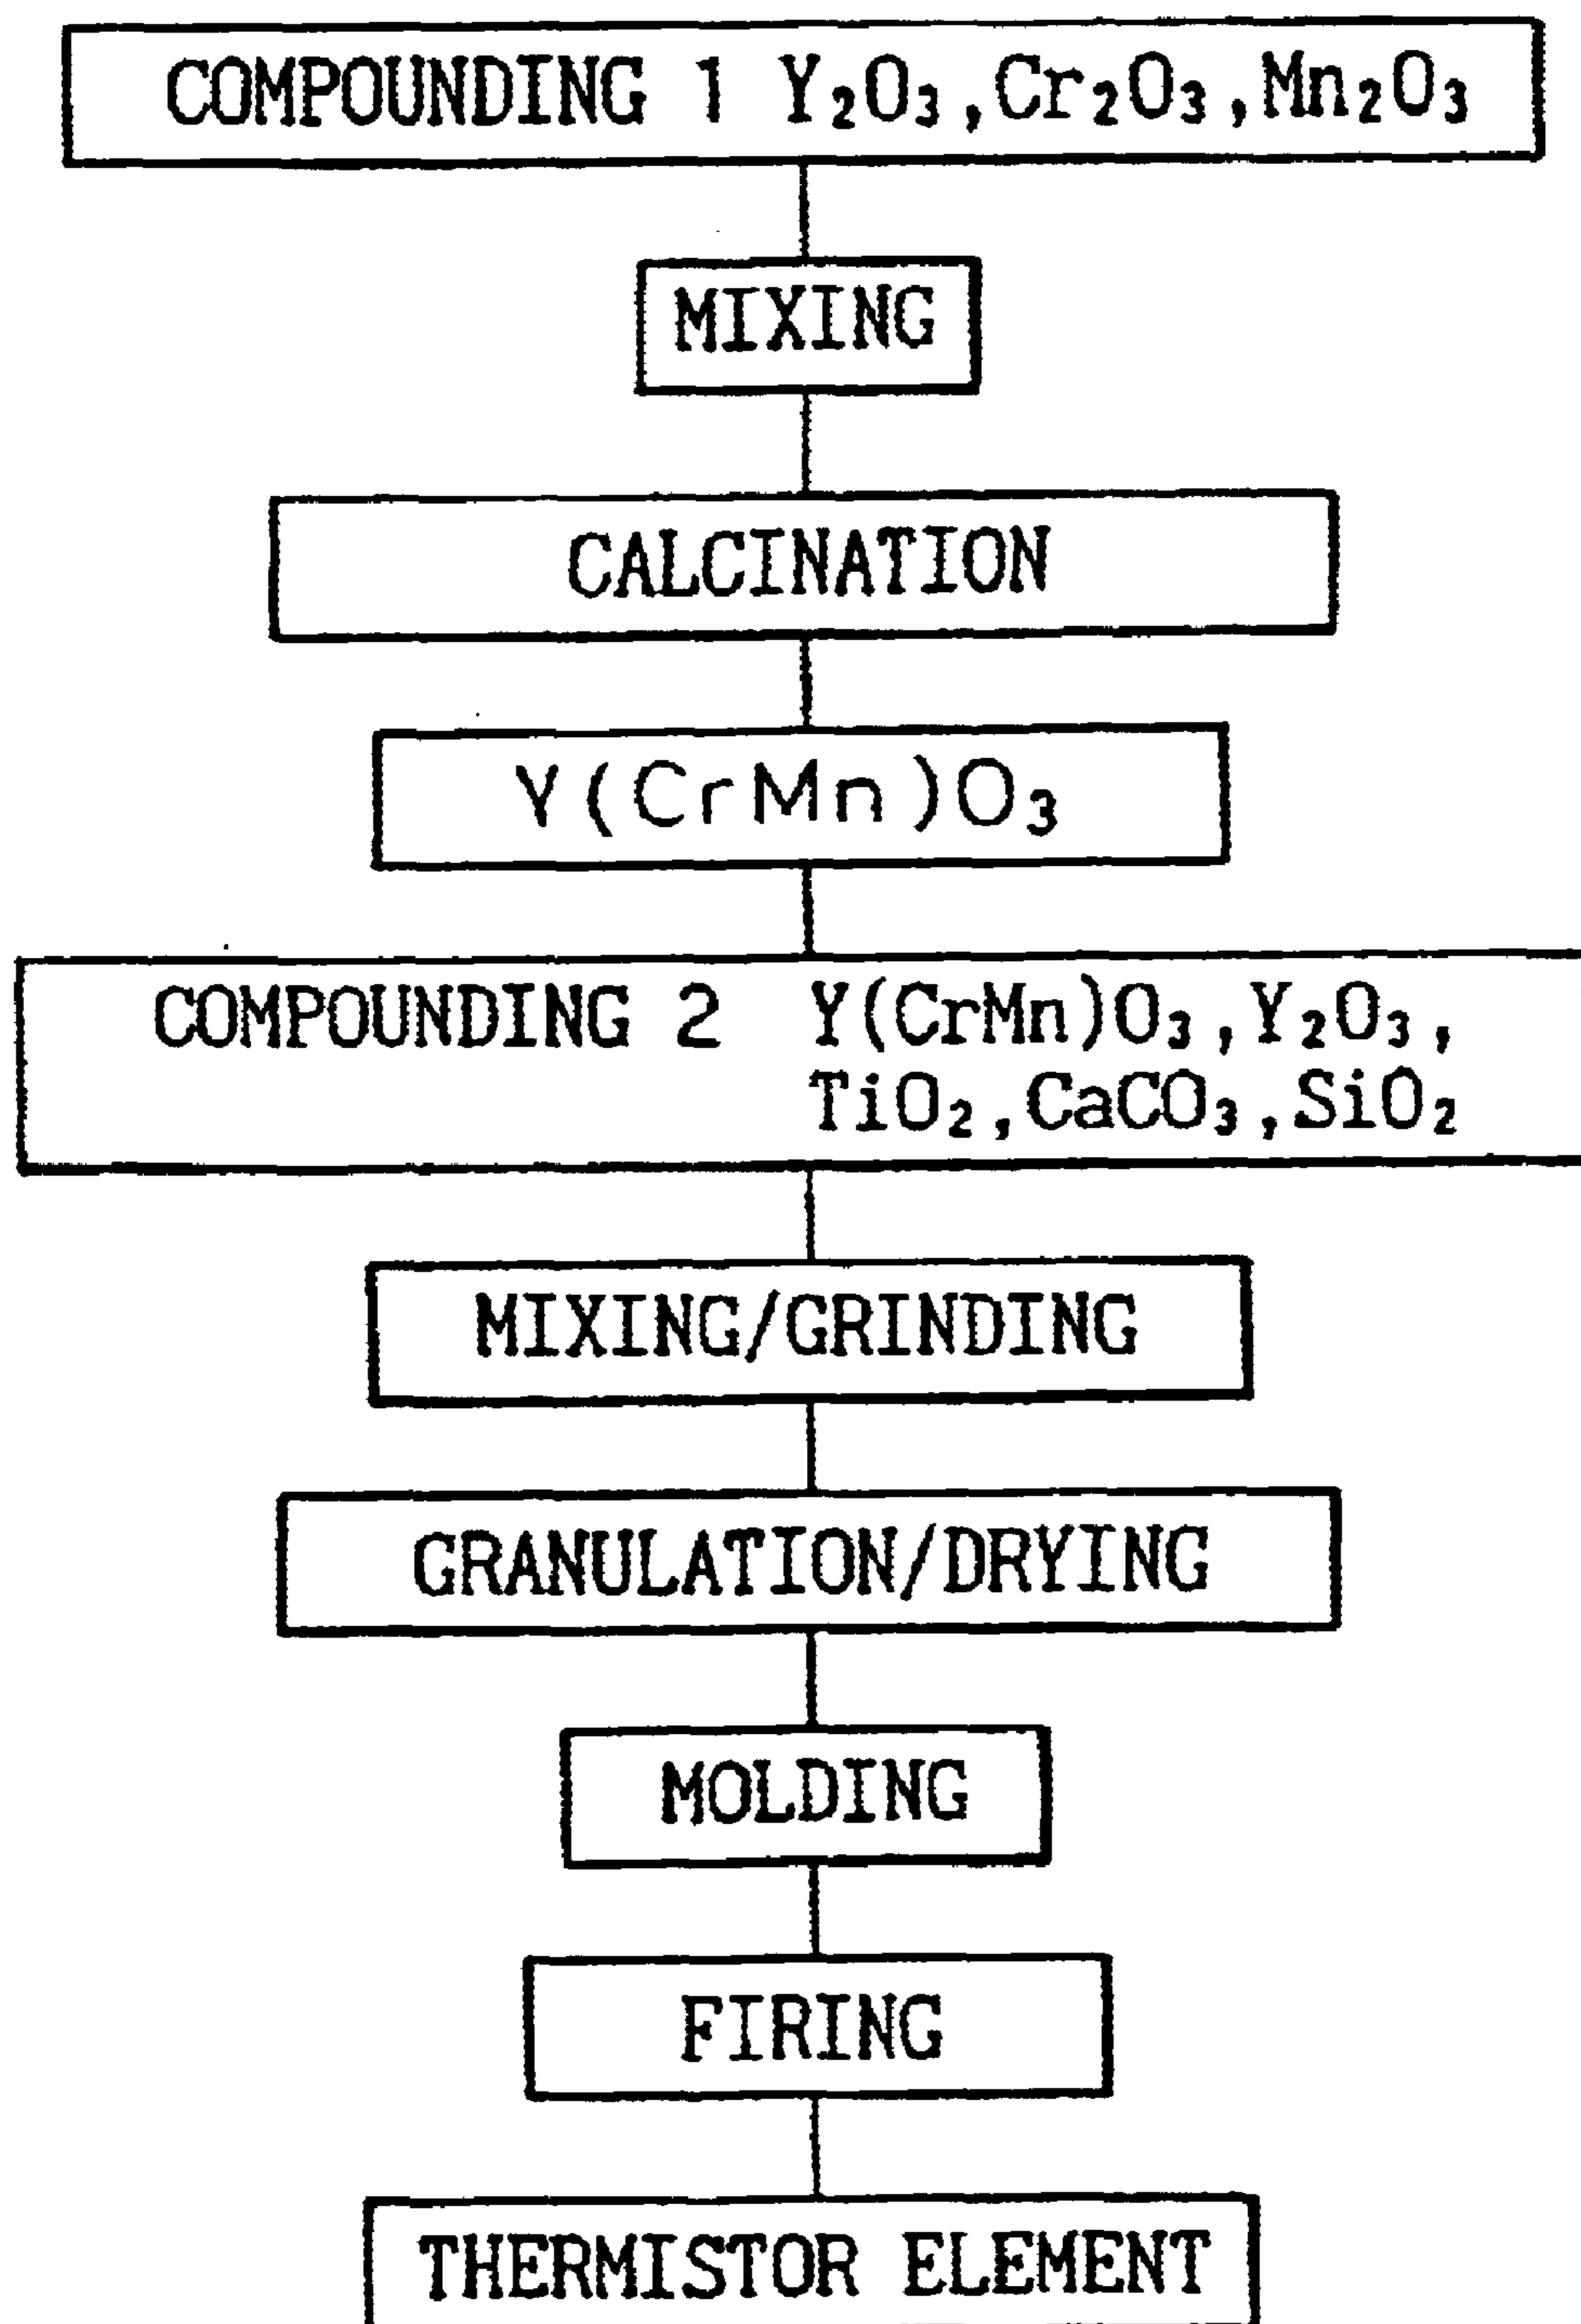 COMPOUNDING 1 Y₂O₃,Cr₂O₃,Mn₂O₃
MIXING
CALCINATION
Y(CrMn)O₃
COMPOUNDING 2 Y(CrMn)O₃,Y₂O₃,
TiO₂,CaCO₃,SiO₂
MIXING/GRINDING
GRANULATION/DRYING
MOLDING
FIRING
THERMISTOR ELEMENT